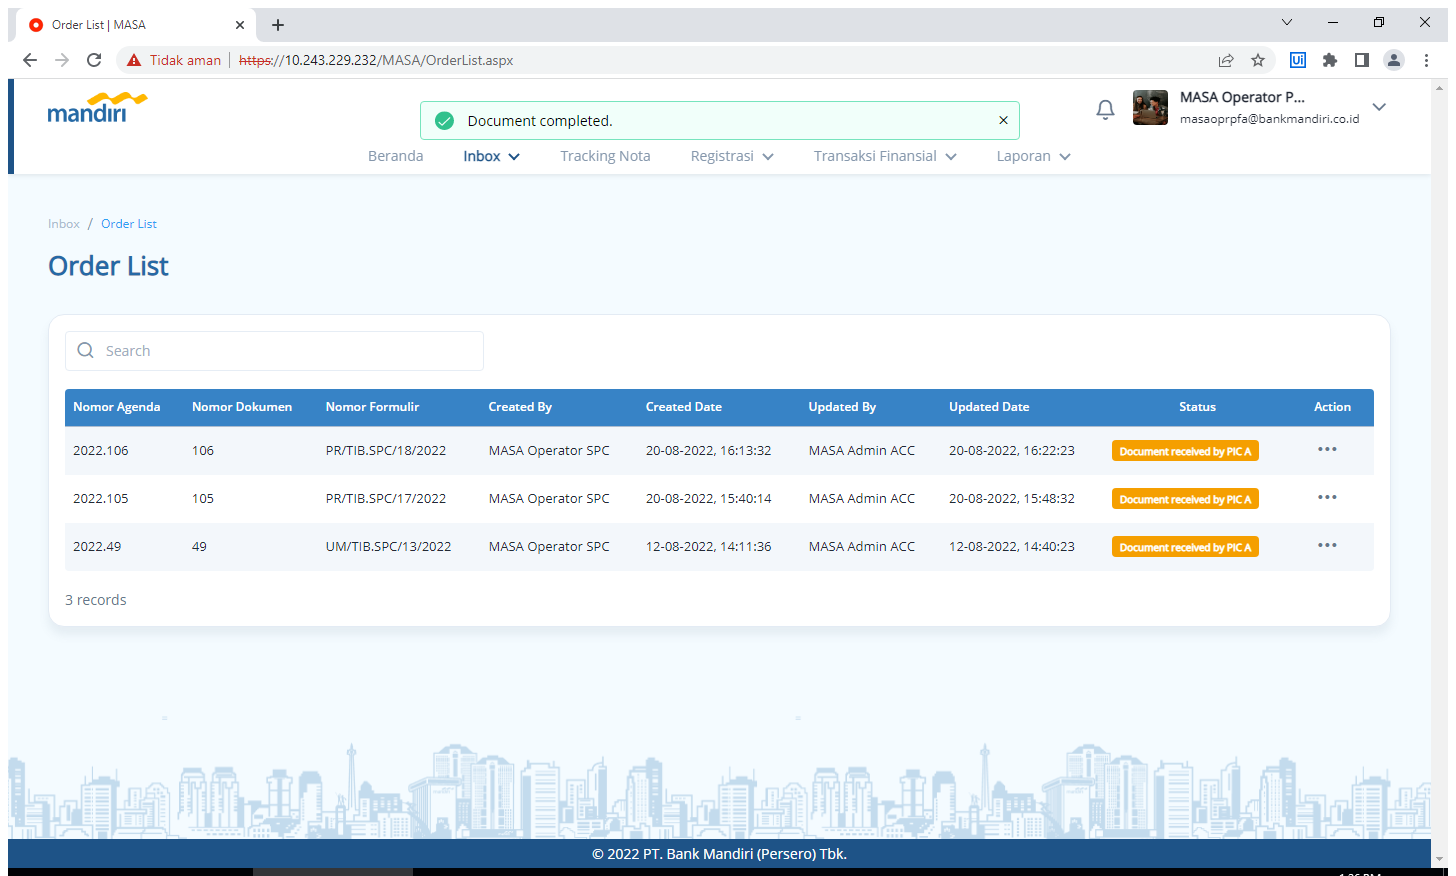 Order List | MASA
Tidak aman
https://10.243.229.232/MASA/OrderList.aspx
mandiri
Document completed.
MASA Operator P...
masaoprpfa@bankmandiri.co.id
Beranda
Inbox
Tracking Nota
Registrasi
Transaksi Finansial
Laporan
Inbox / Order List
Order List
Search
Nomor Agenda Nomor Dokumen Nomor Formulir Created By Created Date Updated By Updated Date Status Action
2022.106 106 PR/TIB.SPC/18/2022 MASA Operator SPC 20-08-2022, 16:13:32 MASA Admin ACC 20-08-2022, 16:22:23 Document received by PIC A
2022.105 105 PR/TIB.SPC/17/2022 MASA Operator SPC 20-08-2022, 15:40:14 MASA Admin ACC 20-08-2022, 15:48:32 Document received by PIC A
2022.49 49 UM/TIB.SPC/13/2022 MASA Operator SPC 12-08-2022, 14:11:36 MASA Admin ACC 12-08-2022, 14:40:23 Document received by PIC A
3 records
© 2022 PT. Bank Mandiri (Persero) Tbk.